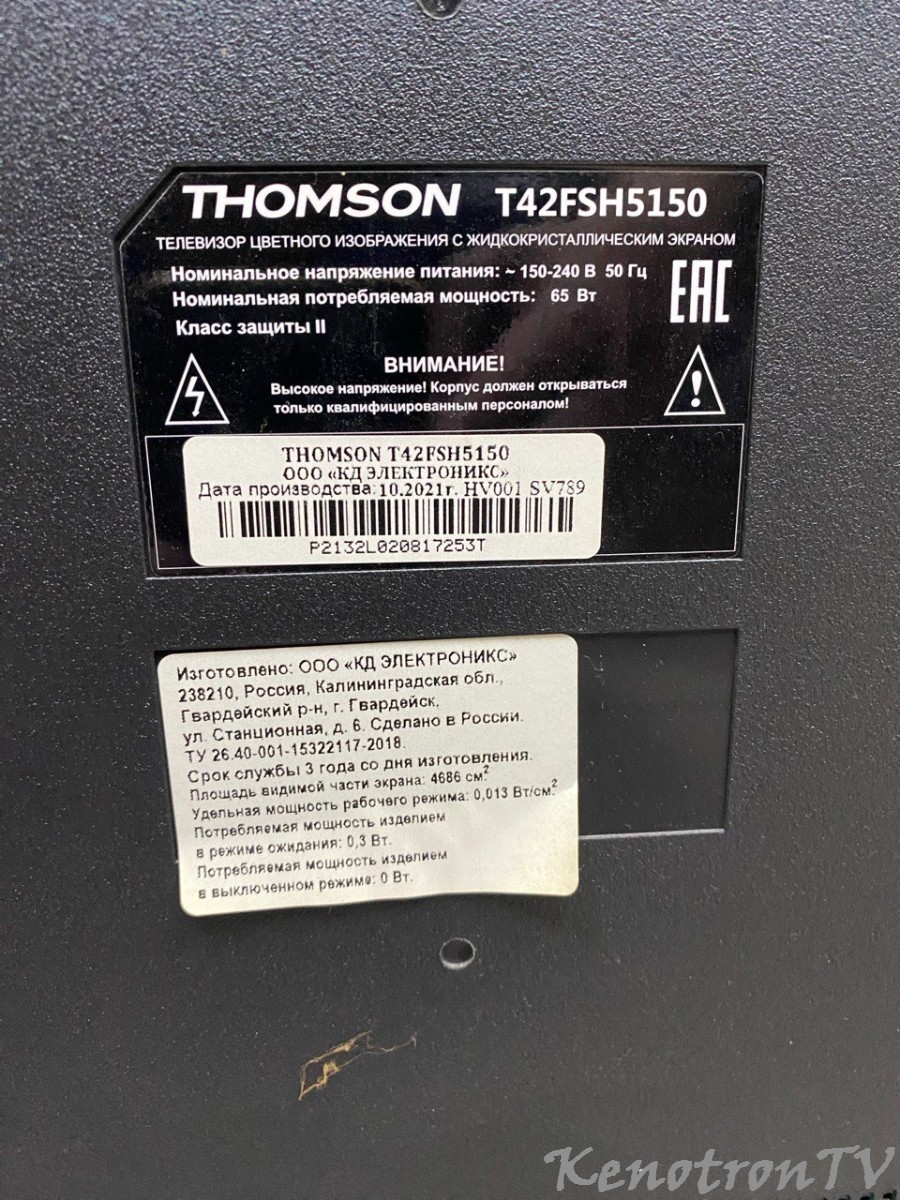 THOMSON T42FSH5150
ТЕЛЕВИЗОР ЦВЕТНОГО ИЗОБРАЖЕНИЯ С ЖИДКОКРИСТАЛЛИЧЕСКИМ ЭКРАНОМ
Номинальное напряжение питания: ~ 150-240 В 50 Гц
Номинальная потребляемая мощность: 65 Вт
Класс защиты II
EAC
ВНИМАНИЕ!
Высокое напряжение! Корпус должен открываться
только квалифицированным персоналом!
THOMSON T42FSH5150
ООО «КД ЭЛЕКТРОНИКС»
Дата производства: 10.2021г. HV001 SV789
P2132L020817253T
Изготовлено: ООО «КД ЭЛЕКТРОНИКС»
238210, Россия, Калининградская обл.,
Гвардейский р-н, г. Гвардейск,
ул. Станционная, д. 6. Сделано в России.
ТУ 26.40-001-15322117-2018.
Срок службы 3 года со дня изготовления.
Площадь видимой части экрана: 4686 см²
Удельная мощность рабочего режима: 0,013 Вт/см²
Потребляемая мощность изделием
в режиме ожидания: 0,3 Вт.
Потребляемая мощность изделием
в выключенном режиме: 0 Вт.
KenotronTV